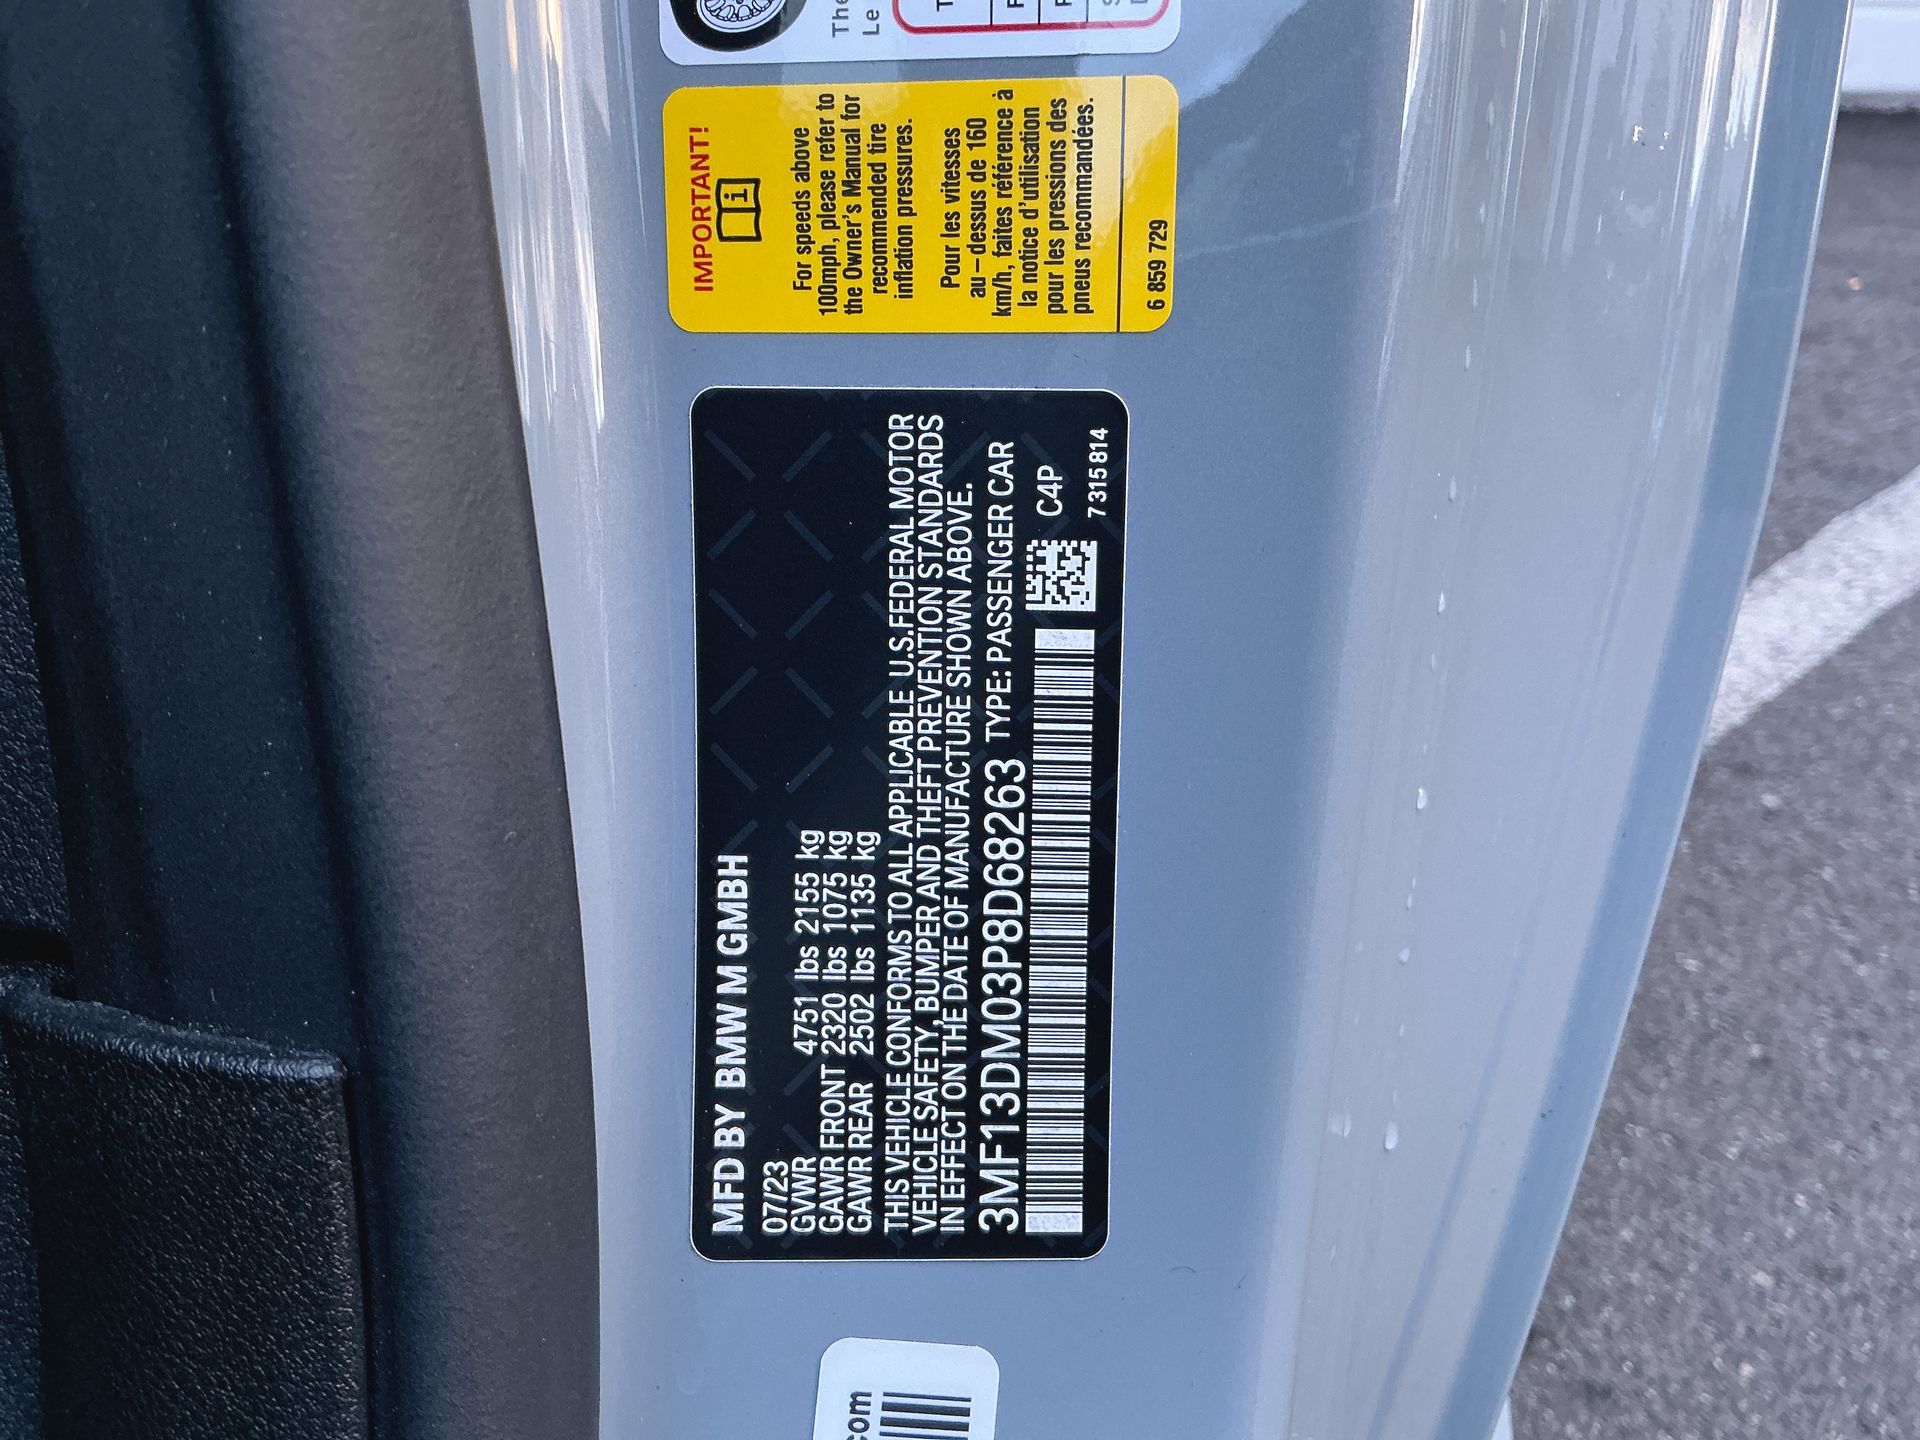 The
Le
T
F
F
S
D
IMPORTANT!
i
For speeds above
100mph, please refer to
the Owner's Manual for
recommended tire
inflation pressures.
Pour les vitesses
au-dessus de 160
km/h, faites référence à
la notice d'utilisation
pour les pressions des
pneus recommandées.
6 859 729
MFD BY BMW M GMBH
07/23
GVWR 4751 lbs 2155 kg
GAWR FRONT 2320 lbs 1075 kg
GAWR REAR 2502 lbs 1135 kg
THIS VEHICLE CONFORMS TO ALL APPLICABLE U.S.FEDERAL MOTOR
VEHICLE SAFETY, BUMPER AND THEFT PREVENTION STANDARDS
IN EFFECT ON THE DATE OF MANUFACTURE SHOWN ABOVE.
3MF13DM03P8D68263 TYPE: PASSENGER CAR
C4P
7 315 814
com